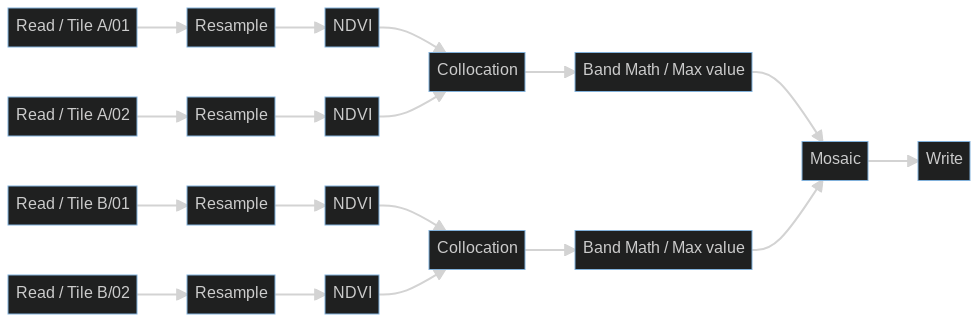 Read / Tile A/01
Resample
NDVI
Collocation
Band Math / Max value
Read / Tile A/02
Resample
NDVI
Mosaic
Write
Read / Tile B/01
Resample
NDVI
Collocation
Band Math / Max value
Read / Tile B/02
Resample
NDVI